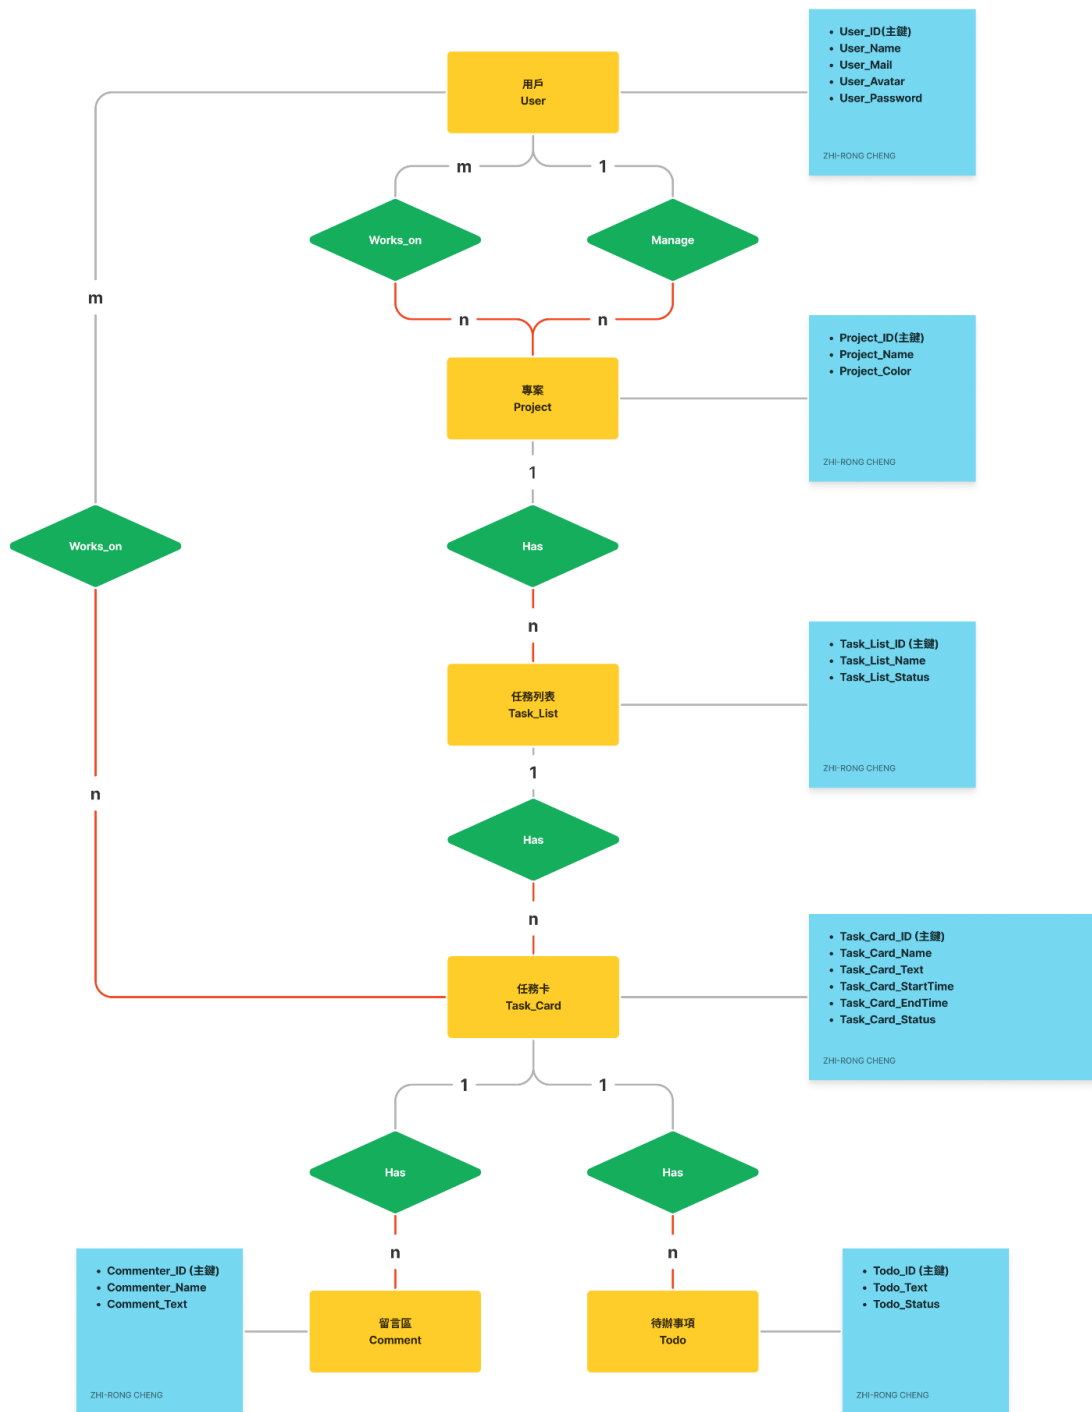 User_ID(主鍵)
User_Name
User_Mail
User_Avatar
User_Password
ZHI-RONG CHENG
用戶
User
m
1
Works_on
Manage
n
n
m
專案
Project
Project_ID(主鍵)
Project_Name
Project_Color
ZHI-RONG CHENG
1
Works_on
Has
n
任務列表
Task_List
Task_List_ID (主鍵)
Task_List_Name
Task_List_Status
ZHI-RONG CHENG
1
n
Has
n
任務卡
Task_Card
Task_Card_ID (主鍵)
Task_Card_Name
Task_Card_Text
Task_Card_StartTime
Task_Card_EndTime
Task_Card_Status
ZHI-RONG CHENG
1
1
Has
Has
n
n
Commenter_ID (主鍵)
Commenter_Name
Comment_Text
ZHI-RONG CHENG
留言區
Comment
待辦事項
Todo
Todo_ID (主鍵)
Todo_Text
Todo_Status
ZHI-RONG CHENG